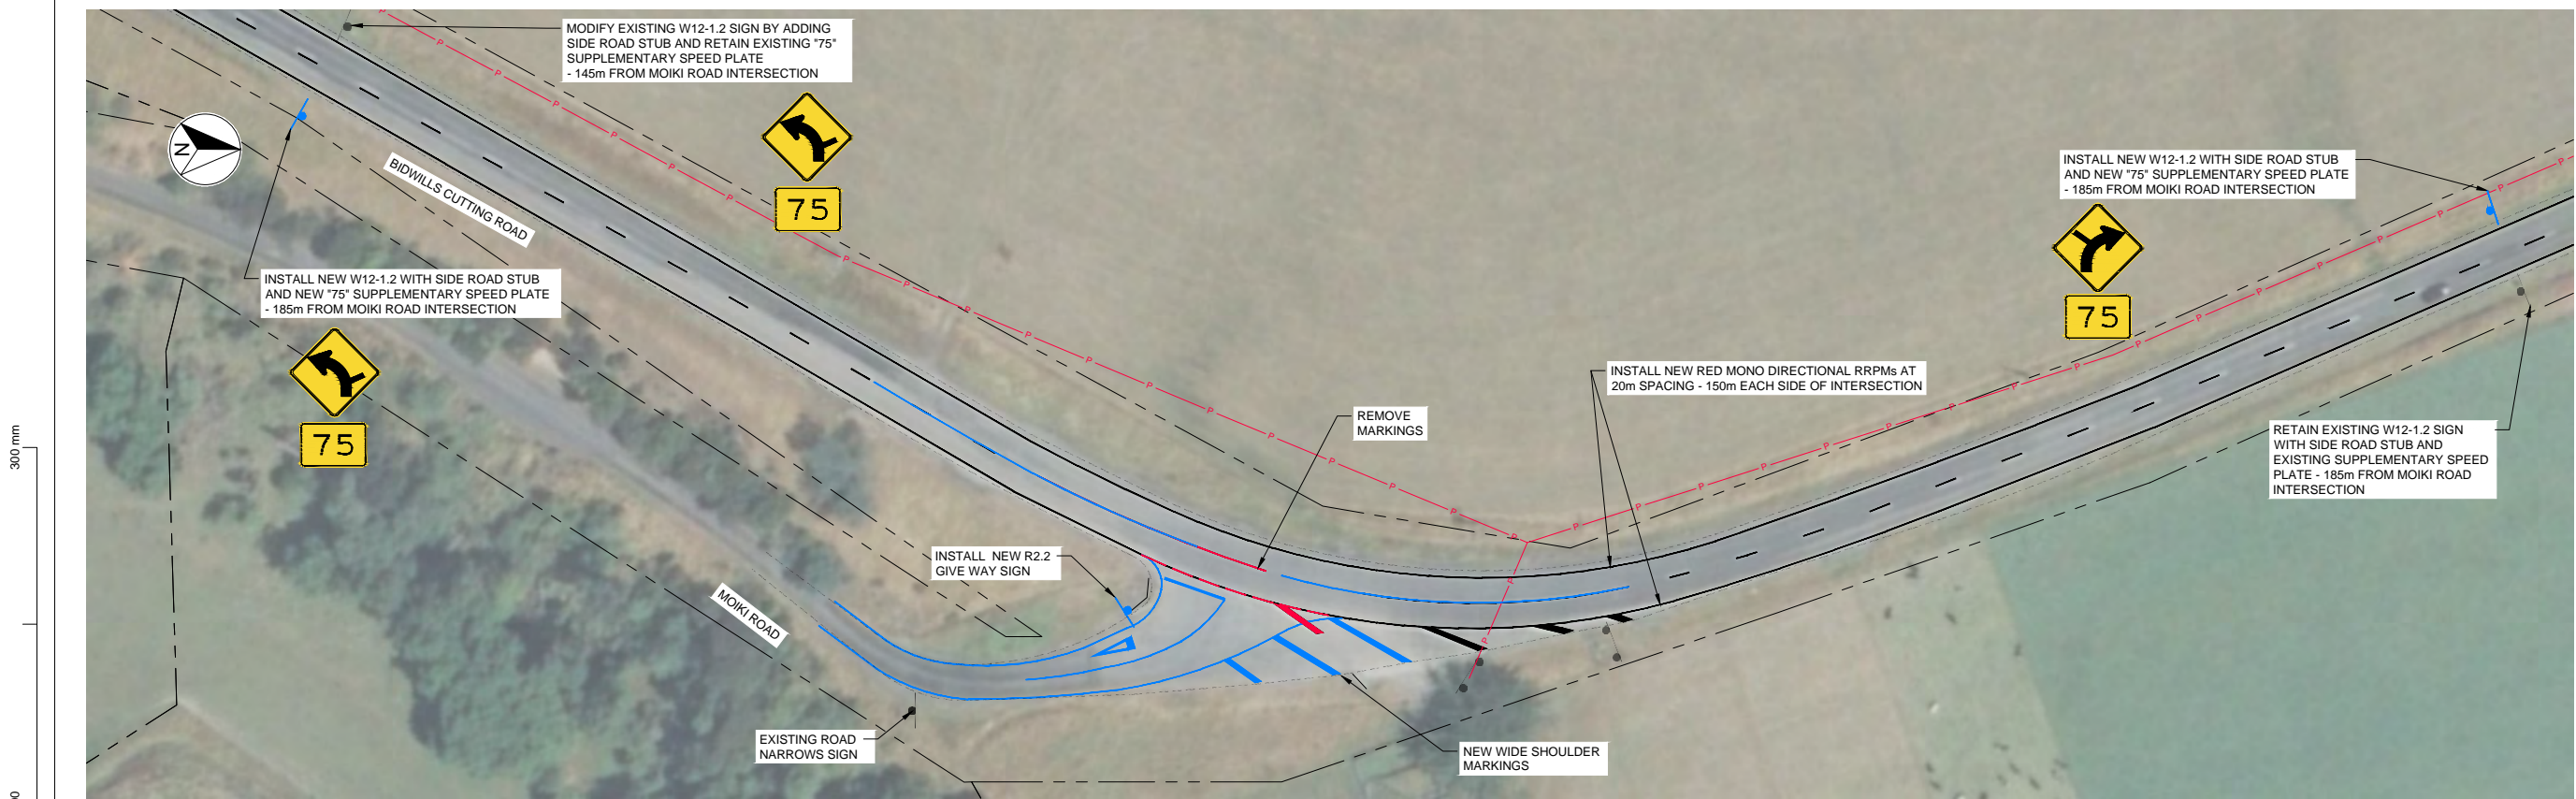 MODIFY EXISTING W12-1.2 SIGN BY ADDING
SIDE ROAD STUB AND RETAIN EXISTING "75"
SUPPLEMENTARY SPEED PLATE
- 145m FROM MOIKI ROAD INTERSECTION
75
N
BIDWILLS CUTTING ROAD
INSTALL NEW W12-1.2 WITH SIDE ROAD STUB
AND NEW "75" SUPPLEMENTARY SPEED PLATE
- 185m FROM MOIKI ROAD INTERSECTION
75
INSTALL NEW W12-1.2 WITH SIDE ROAD STUB
AND NEW "75" SUPPLEMENTARY SPEED PLATE
- 185m FROM MOIKI ROAD INTERSECTION
75
INSTALL NEW RED MONO DIRECTIONAL RRPMs AT
20m SPACING - 150m EACH SIDE OF INTERSECTION
REMOVE
MARKINGS
RETAIN EXISTING W12-1.2 SIGN
WITH SIDE ROAD STUB AND
EXISTING SUPPLEMENTARY SPEED
PLATE - 185m FROM MOIKI ROAD
INTERSECTION
300 mm
INSTALL NEW R2.2
GIVE WAY SIGN
MOIKI ROAD
EXISTING ROAD
NARROWS SIGN
NEW WIDE SHOULDER
MARKINGS